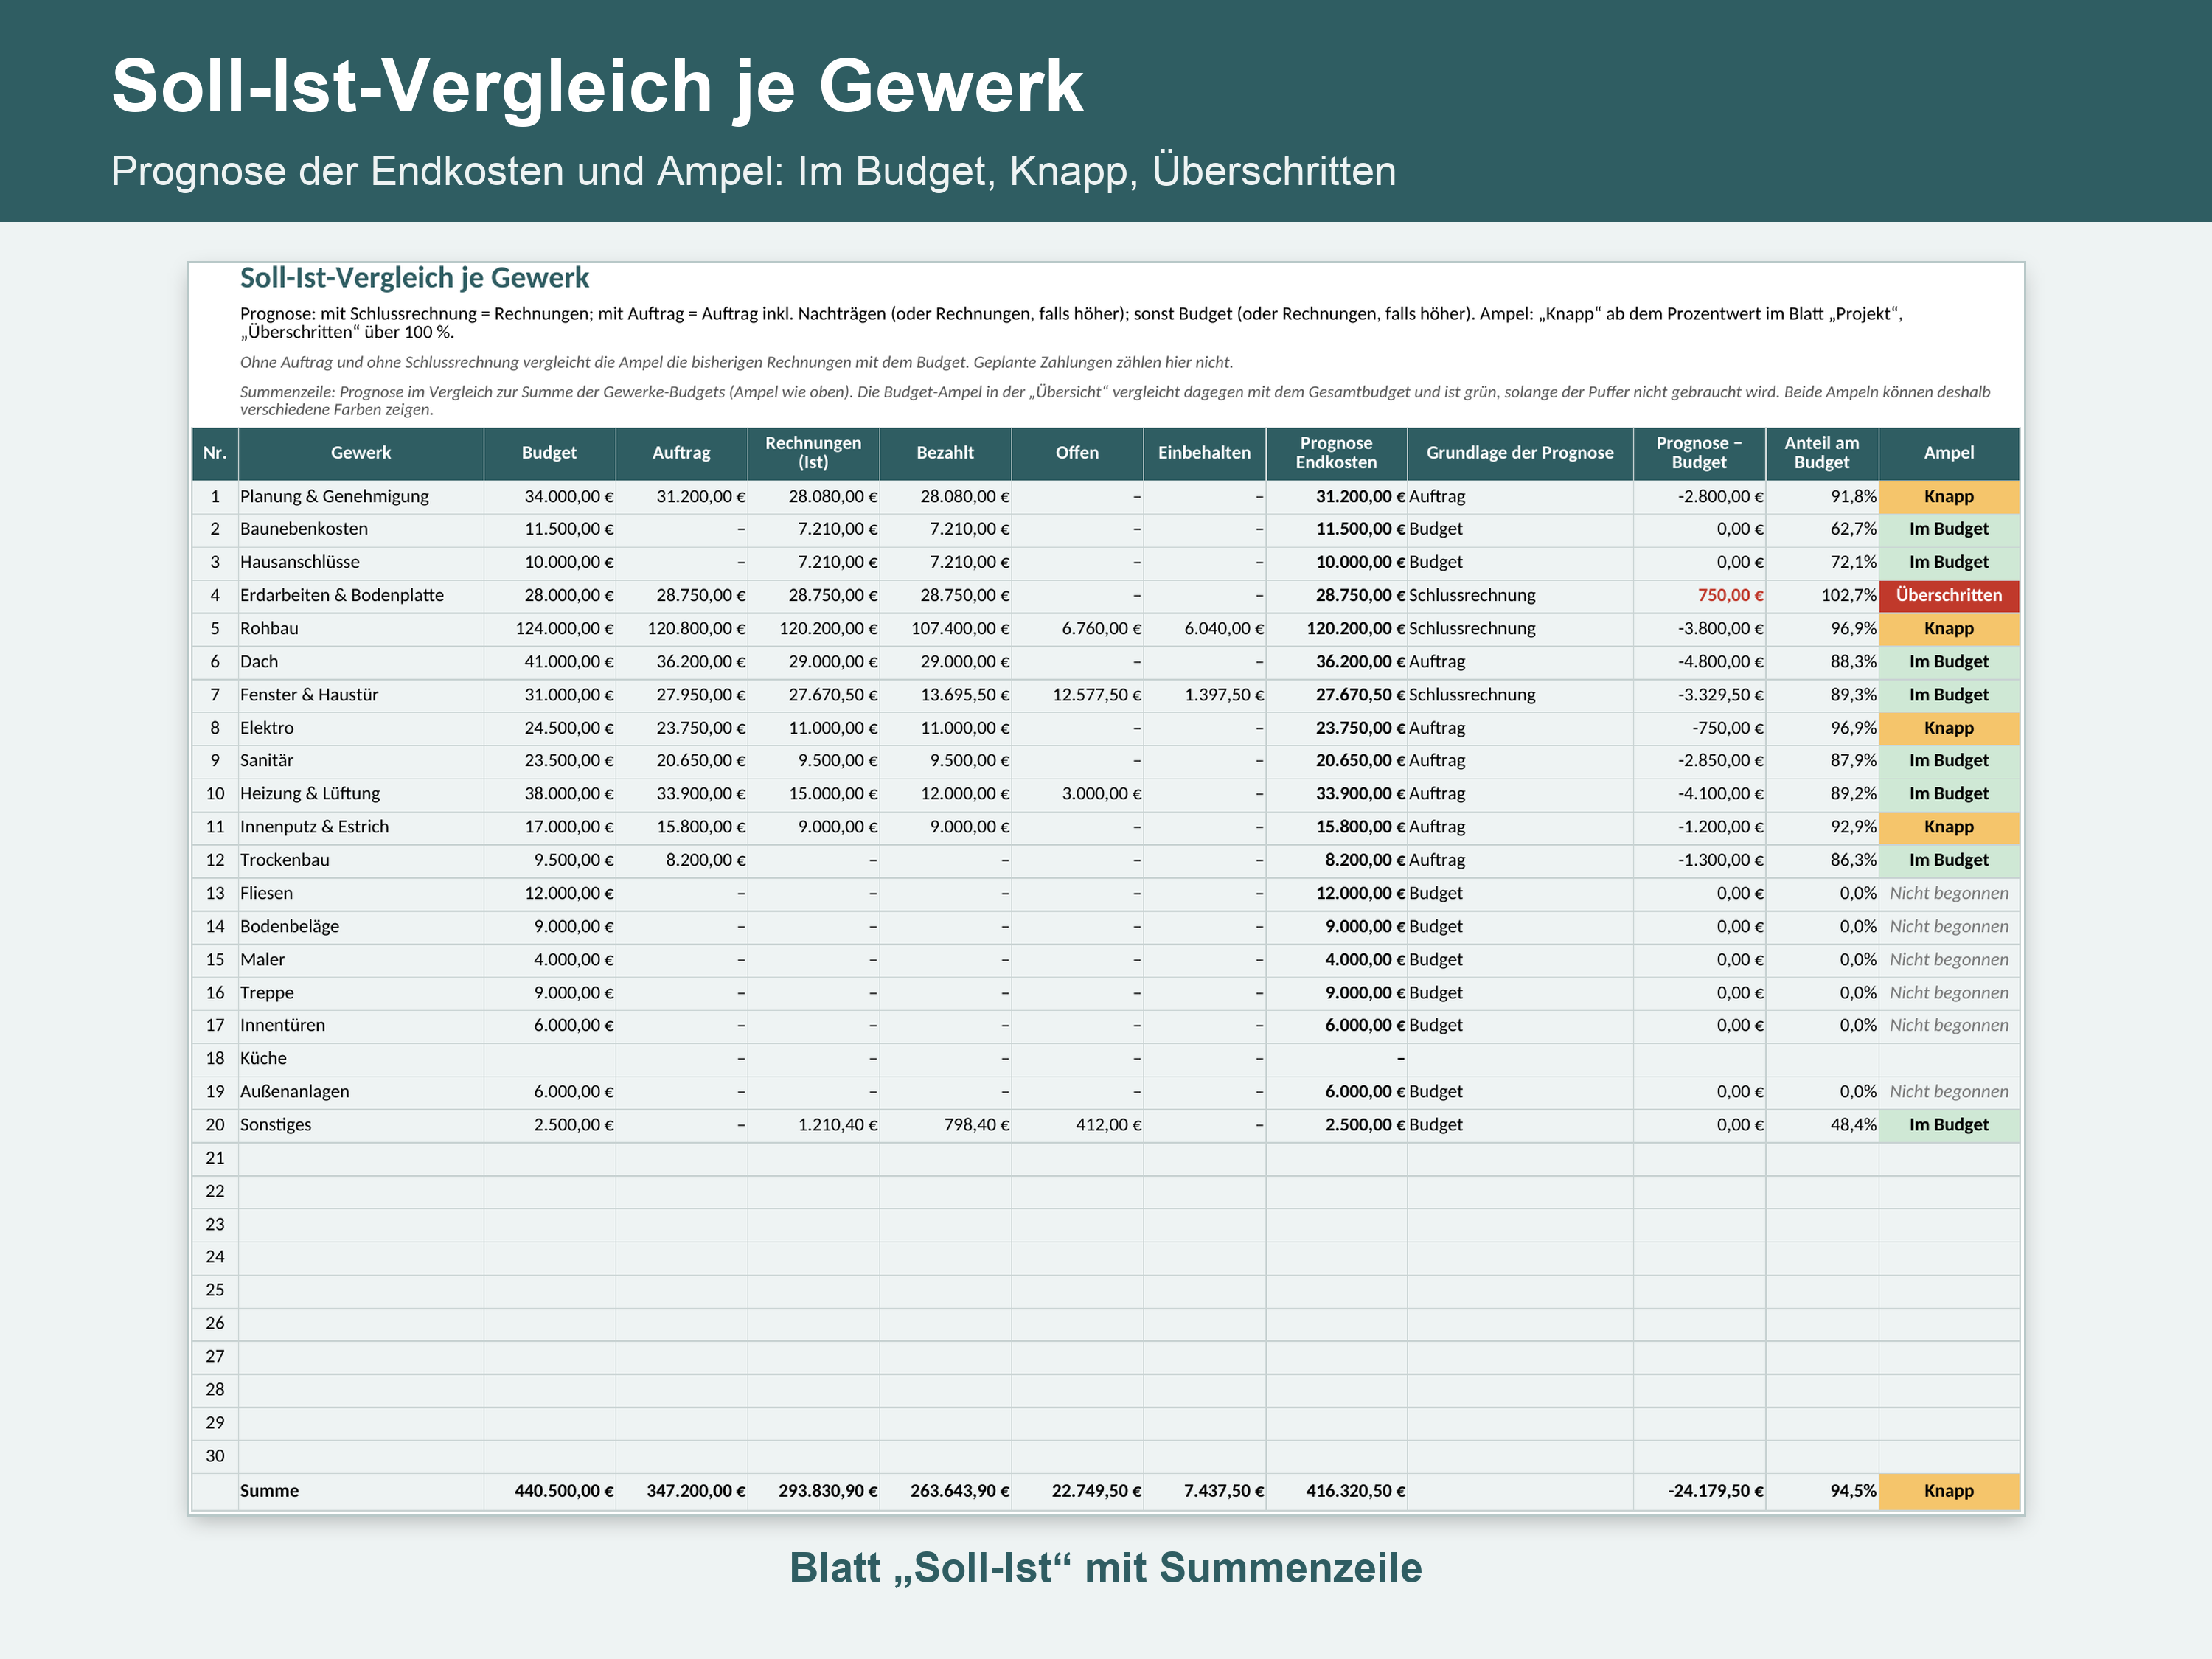 Soll-Ist-Vergleich je Gewerk
Prognose der Endkosten und Ampel: Im Budget, Knapp, Überschritten
Soll-Ist-Vergleich je Gewerk
Prognose: mit Schlussrechnung = Rechnungen; mit Auftrag = Auftrag inkl. Nachträgen (oder Rechnungen, falls höher); sonst Budget (oder Rechnungen, falls höher). Ampel: „Knapp“ ab dem Prozentwert im Blatt „Projekt“,
„Überschritten“ über 100 %.
Ohne Auftrag und ohne Schlussrechnung vergleicht die Ampel die bisherigen Rechnungen mit dem Budget. Geplante Zahlungen zählen hier nicht.
Summenzeile: Prognose im Vergleich zur Summe der Gewerke-Budgets (Ampel wie oben). Die Budget-Ampel in der „Übersicht“ vergleicht dagegen mit dem Gesamtbudget und ist grün, solange der Puffer nicht gebraucht wird. Beide Ampeln können deshalb
verschiedene Farben zeigen.
Nr. Gewerk Budget Auftrag Rechnungen (Ist) Bezahlt Offen Einbehalten Prognose Endkosten Grundlage der Prognose Prognose – Budget Anteil am Budget Ampel
1 Planung & Genehmigung 34.000,00 € 31.200,00 € 28.080,00 € 28.080,00 € – – 31.200,00 € Auftrag -2.800,00 € 91,8% Knapp
2 Baunebenkosten 11.500,00 € – 7.210,00 € 7.210,00 € – – 11.500,00 € Budget 0,00 € 62,7% Im Budget
3 Hausanschlüsse 10.000,00 € – 7.210,00 € 7.210,00 € – – 10.000,00 € Budget 0,00 € 72,1% Im Budget
4 Erdarbeiten & Bodenplatte 28.000,00 € 28.750,00 € 28.750,00 € 28.750,00 € – – 28.750,00 € Schlussrechnung 750,00 € 102,7% Überschritten
5 Rohbau 124.000,00 € 120.800,00 € 120.200,00 € 107.400,00 € 6.760,00 € 6.040,00 € 120.200,00 € Schlussrechnung -3.800,00 € 96,9% Knapp
6 Dach 41.000,00 € 36.200,00 € 29.000,00 € 29.000,00 € – – 36.200,00 € Auftrag -4.800,00 € 88,3% Im Budget
7 Fenster & Haustür 31.000,00 € 27.950,00 € 27.670,50 € 13.695,50 € 12.577,50 € 1.397,50 € 27.670,50 € Schlussrechnung -3.329,50 € 89,3% Im Budget
8 Elektro 24.500,00 € 23.750,00 € 11.000,00 € 11.000,00 € – – 23.750,00 € Auftrag -750,00 € 96,9% Knapp
9 Sanitär 23.500,00 € 20.650,00 € 9.500,00 € 9.500,00 € – – 20.650,00 € Auftrag -2.850,00 € 87,9% Im Budget
10 Heizung & Lüftung 38.000,00 € 33.900,00 € 15.000,00 € 12.000,00 € 3.000,00 € – 33.900,00 € Auftrag -4.100,00 € 89,2% Im Budget
11 Innenputz & Estrich 17.000,00 € 15.800,00 € 9.000,00 € 9.000,00 € – – 15.800,00 € Auftrag -1.200,00 € 92,9% Knapp
12 Trockenbau 9.500,00 € 8.200,00 € – – – – 8.200,00 € Auftrag -1.300,00 € 86,3% Im Budget
13 Fliesen 12.000,00 € – – – – – 12.000,00 € Budget 0,00 € 0,0% Nicht begonnen
14 Bodenbeläge 9.000,00 € – – – – – 9.000,00 € Budget 0,00 € 0,0% Nicht begonnen
15 Maler 4.000,00 € – – – – – 4.000,00 € Budget 0,00 € 0,0% Nicht begonnen
16 Treppe 9.000,00 € – – – – – 9.000,00 € Budget 0,00 € 0,0% Nicht begonnen
17 Innentüren 6.000,00 € – – – – – 6.000,00 € Budget 0,00 € 0,0% Nicht begonnen
18 Küche – – – – – –
19 Außenanlagen 6.000,00 € – – – – – 6.000,00 € Budget 0,00 € 0,0% Nicht begonnen
20 Sonstiges 2.500,00 € – 1.210,40 € 798,40 € 412,00 € – 2.500,00 € Budget 0,00 € 48,4% Im Budget
21
22
23
24
25
26
27
28
29
30
Summe 440.500,00 € 347.200,00 € 293.830,90 € 263.643,90 € 22.749,50 € 7.437,50 € 416.320,50 € -24.179,50 € 94,5% Knapp
Blatt „Soll-Ist“ mit Summenzeile